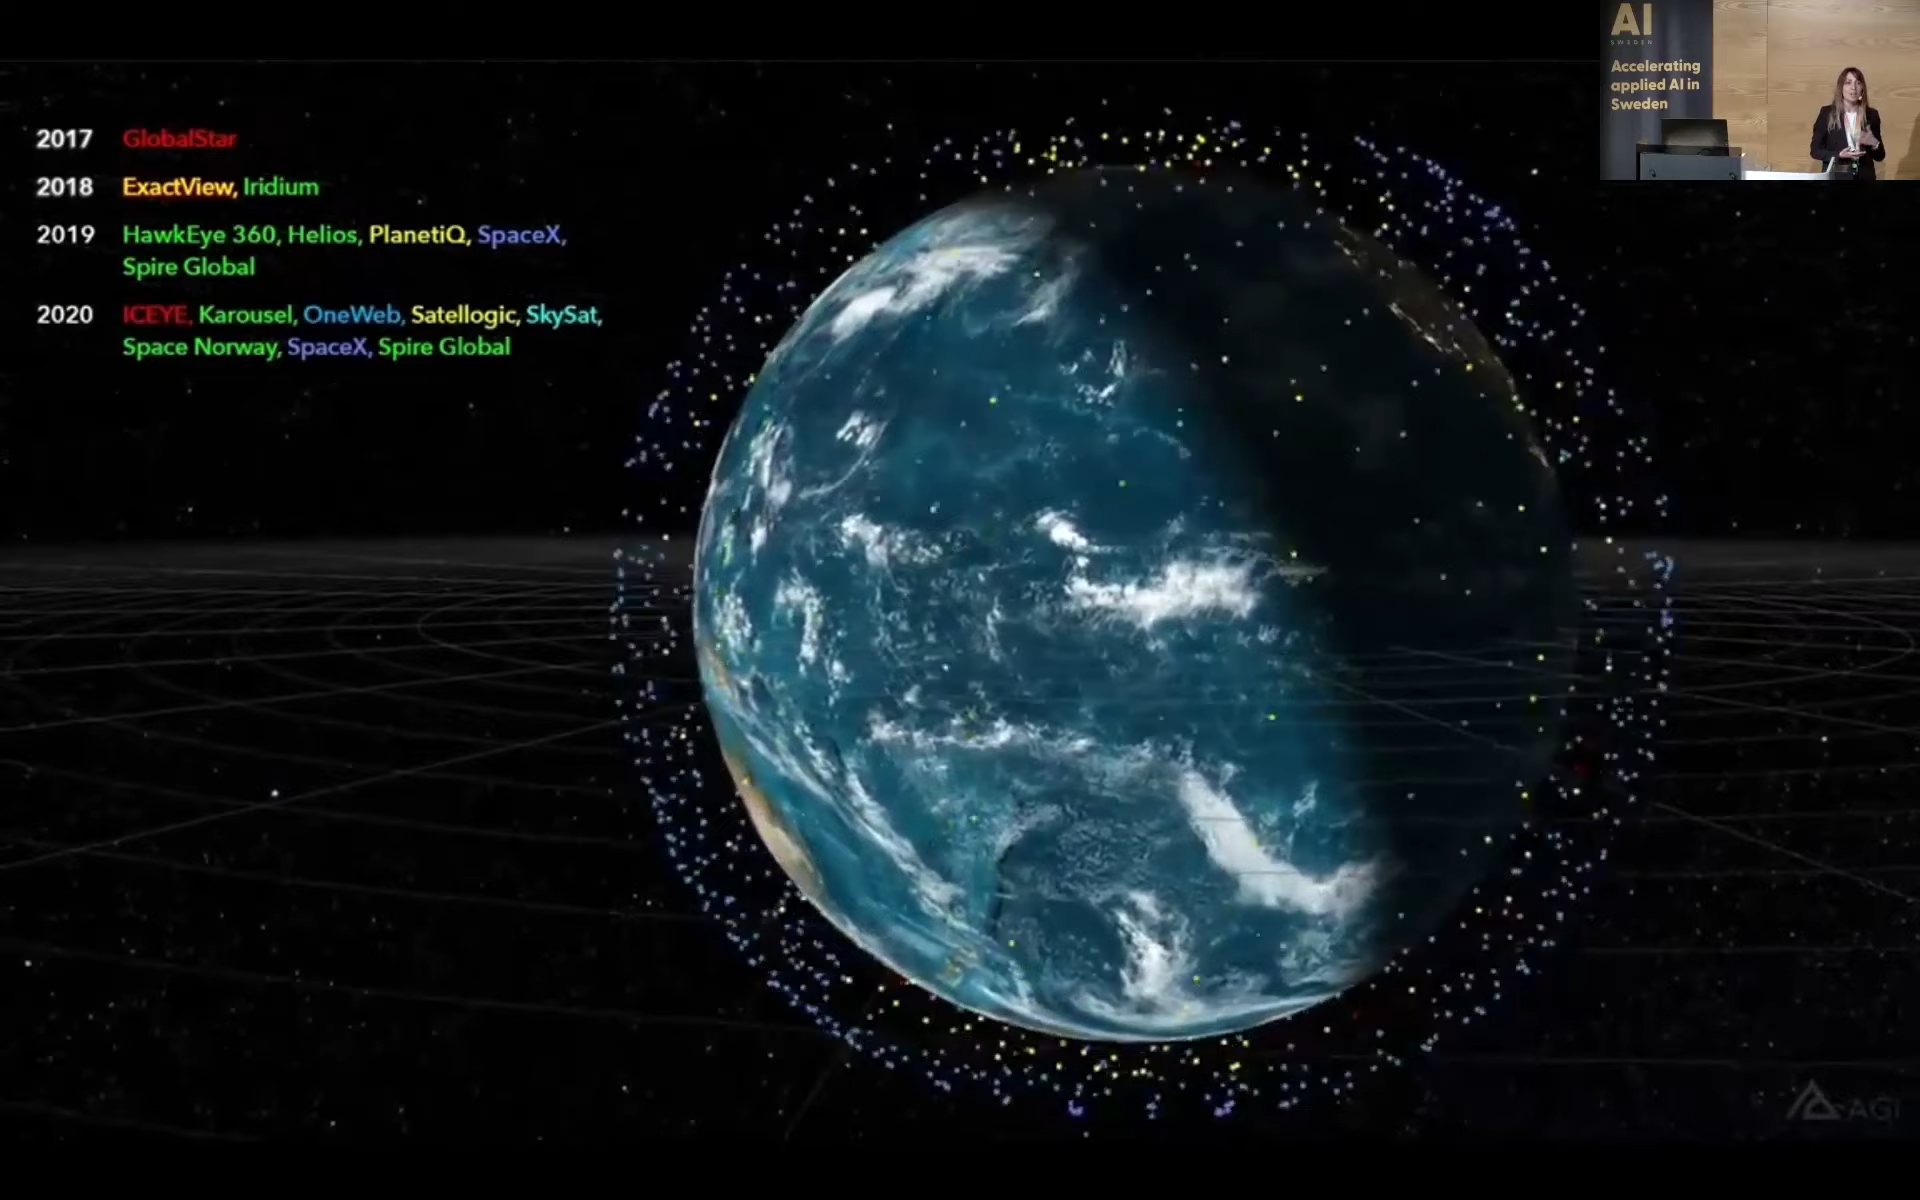 AI
SWEDEN
Accelerating
applied AI in
Sweden
2017 GlobalStar
2018 ExactView, Iridium
2019 HawkEye 360, Helios, PlanetiQ, SpaceX,
Spire Global
2020 ICEYE, Karousel, OneWeb, Satellogic, SkySat,
Space Norway, SpaceX, Spire Global
AGI